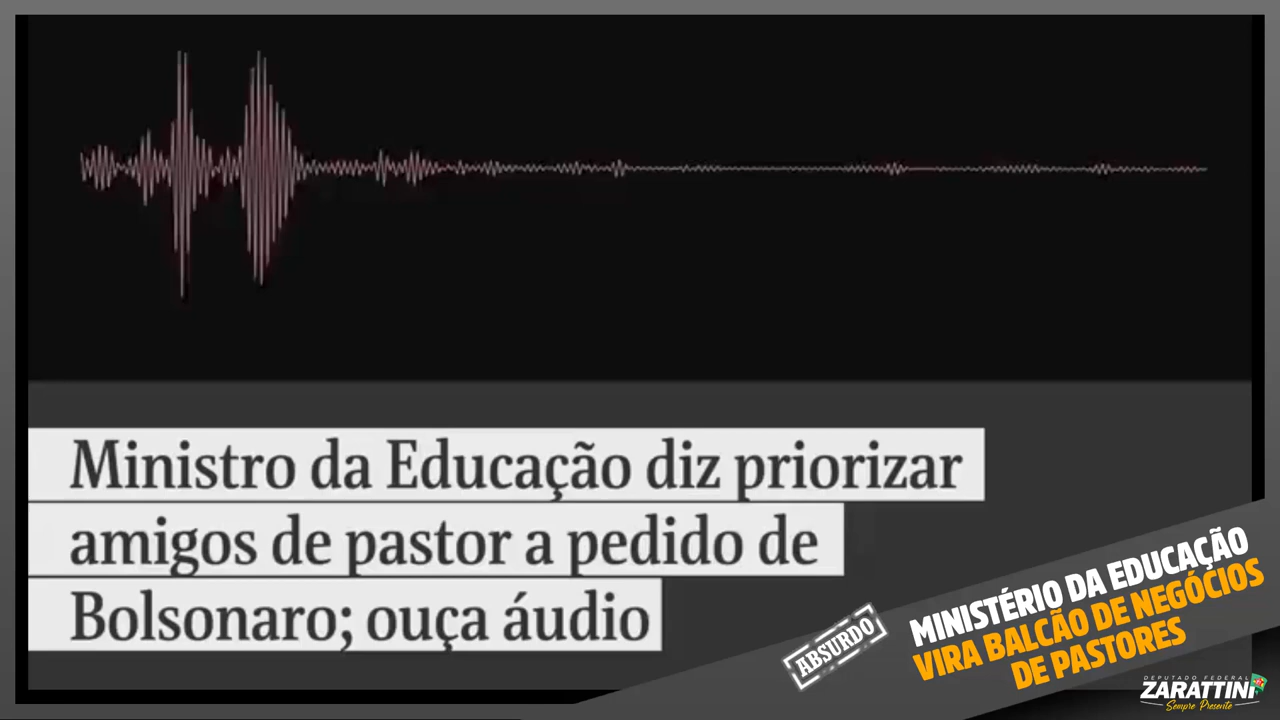 Ministro da Educação diz priorizar
amigos de pastor a pedido de
Bolsonaro; ouça áudio
ABSURDO
MINISTÉRIO DA EDUCAÇÃO
VIRA BALCÃO DE NEGÓCIOS
DE PASTORES
DEPUTADO FEDERAL
ZARATTINI
Sempre Presente